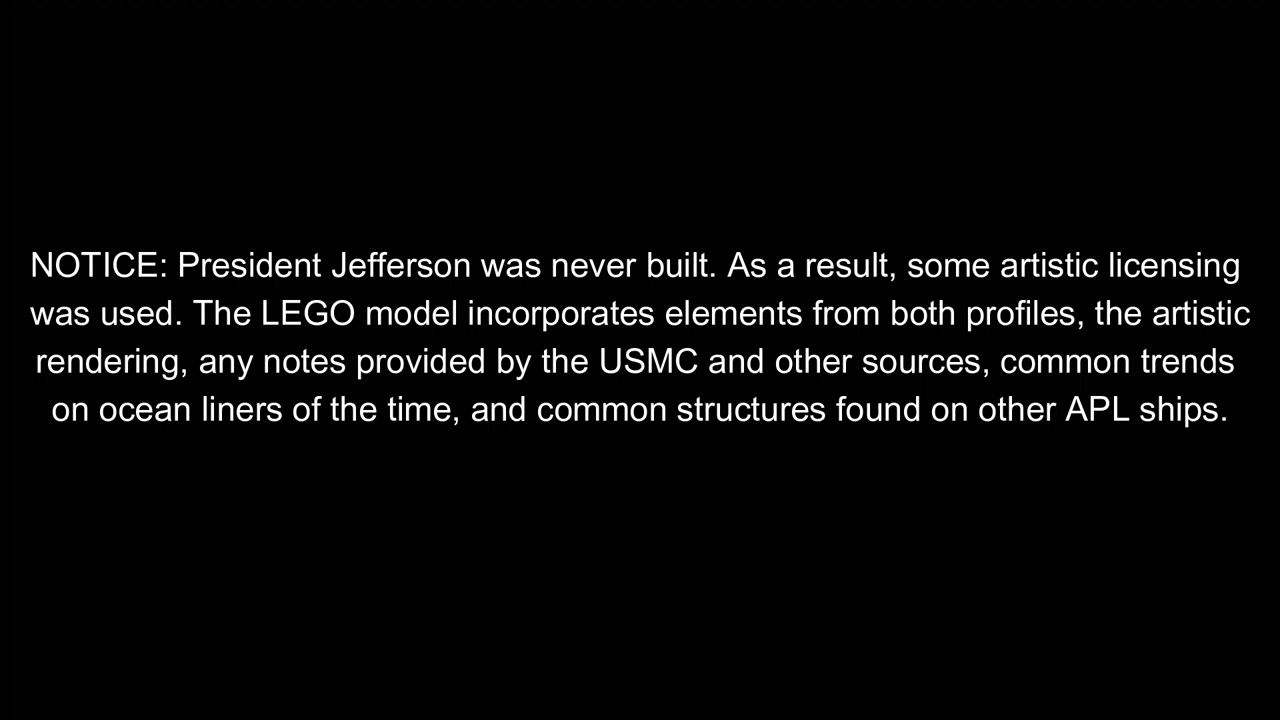 NOTICE: President Jefferson was never built. As a result, some artistic licensing
was used. The LEGO model incorporates elements from both profiles, the artistic
rendering, any notes provided by the USMC and other sources, common trends
on ocean liners of the time, and common structures found on other APL ships.